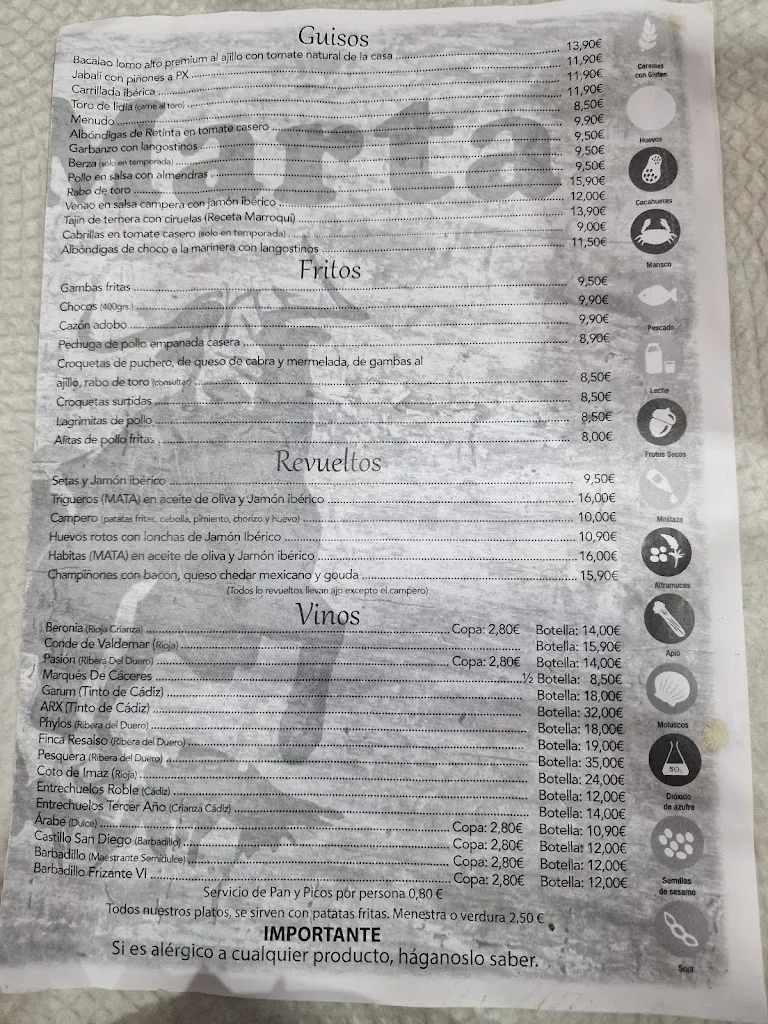 Guisos
Bacalao lomo alto premium al ajillo con tomate natural de la casa 13,90€
Jabalí con piñones a PX 11,90€
Carrillada ibérica 11,90€
Toro de lidia (carne al toro) 11,90€
Menudo 8,50€
Albóndigas de Retinta en tomate casero 9,90€
Garbanzo con langostinos 9,50€
Berza (solo en temporada) 9,50€
Pollo en salsa con almendras 9,50€
Rabo de toro 15,90€
Venao en salsa campera con jamón ibérico 12,00€
Tajín de ternera con ciruelas (Receta Marroquí) 13,90€
Cabrillas en tomate casero (solo en temporada) 9,00€
Albóndigas de choco a la marinera con langostinos 11,50€
Fritos
Gambas fritas 9,50€
Chocos (400grs.) 9,90€
Cazón adobo 9,90€
Pechuga de pollo empanada casera 8,90€
Croquetas de puchero, de queso de cabra y mermelada, de gambas al
ajillo, rabo de toro (consultar) 8,50€
Croquetas surtidas 8,50€
Lagrimitas de pollo 8,50€
Alitas de pollo fritas 8,00€
Revueltos
Setas y Jamón ibérico 9,50€
Trigueros (MATA) en aceite de oliva y Jamón ibérico 16,00€
Campero (patatas fritas, cebolla, pimiento, chorizo y huevo) 10,00€
Huevos rotos con lonchas de Jamón Ibérico 10,90€
Habitas (MATA) en aceite de oliva y Jamón ibérico 16,00€
Champiñones con bacon, queso chedar mexicano y gouda 15,90€
(Todos lo revueltos llevan ajo excepto el campero)
Vinos
Beronia (Rioja Crianza) Copa: 2,80€ Botella: 14,00€
Conde de Valdemar (Rioja) Botella: 15,90€
Pasión (Ribera Del Duero) Copa: 2,80€ Botella: 14,00€
Marqués De Cáceres ½ Botella: 8,50€
Garum (Tinto de Cádiz) Botella: 18,00€
ARX (Tinto de Cádiz) Botella: 32,00€
Phylos (Ribera del Duero) Botella: 18,00€
Finca Resalso (Ribera del Duero) Botella: 19,00€
Pesquera (Ribera del Duero) Botella: 35,00€
Coto de Imaz (Rioja) Botella: 24,00€
Entrechuelos Roble (Cádiz) Botella: 12,00€
Entrechuelos Tercer Año (Crianza Cádiz) Botella: 14,00€
Árabe (Dulce) Copa: 2,80€ Botella: 10,90€
Castillo San Diego (Barbadillo) Copa: 2,80€ Botella: 12,00€
Barbadillo (Maestrante Semidulce) Copa: 2,80€ Botella: 12,00€
Barbadillo Frizante VI Copa: 2,80€ Botella: 12,00€
Servicio de Pan y Picos por persona 0,80 €
Todos nuestros platos, se sirven con patatas fritas. Menestra o verdura 2,50 €
IMPORTANTE
Si es alérgico a cualquier producto, háganoslo saber.
arta
Cereales
con Gluten
Huevos
Cacahuetes
Marisco
Pescado
Leche
Frutos Secos
Mostaza
Altramuces
Apio
Moluscos
SO₂
Dióxido
de azufre
Semillas
de sesamo
Soja